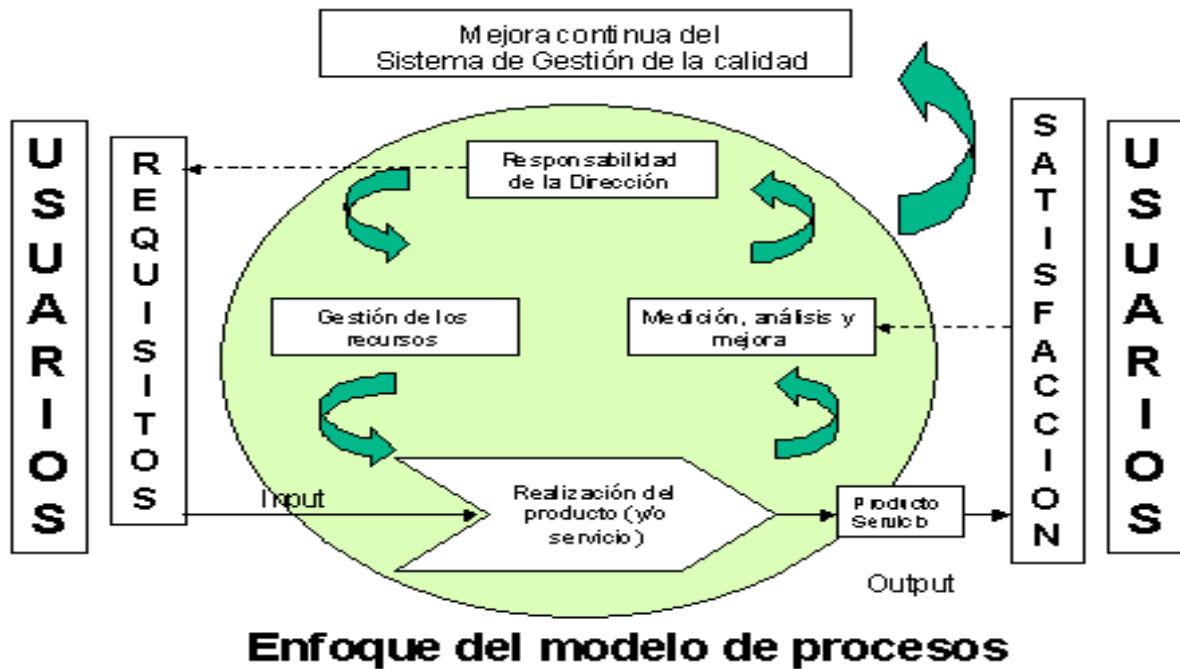 Mejora continua del
Sistema de Gestión de la calidad
USUARIOS
REQUISITOS
Responsabilidad
de la Dirección
SATISFACCION
USUARIOS
Gestión de los
recursos
Medición, análisis y
mejora
Input
Realización del
producto (y/o
servicio)
Producto
Output
Enfoque del modelo de procesos